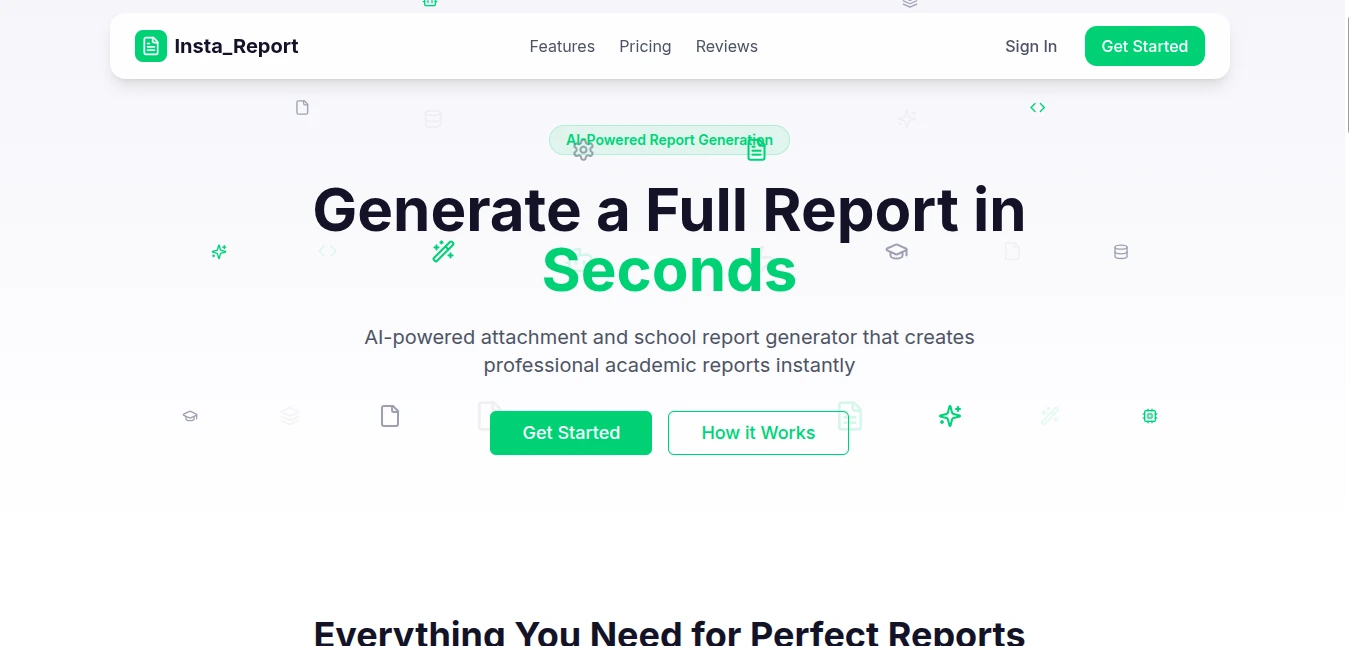 Insta_Report
Features
Pricing
Reviews
Sign In
Get Started
AI-Powered Report Generation
Generate a Full Report in
Seconds
AI-powered attachment and school report generator that creates
professional academic reports instantly
Get Started
How it Works
Everything You Need for Perfect Reports